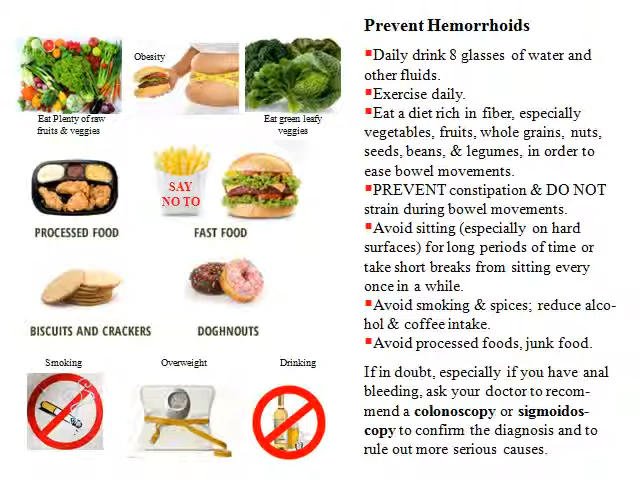 Obesity
Eat Plenty of raw
fruits & veggies
Eat green leafy
veggies
SAY
NO TO
PROCESSED FOOD
FAST FOOD
BISCUITS AND CRACKERS
DOGHNOUTS
Smoking
Overweight
Drinking
Prevent Hemorrhoids
▪Daily drink 8 glasses of water and
other fluids.
▪Exercise daily.
▪Eat a diet rich in fiber, especially
vegetables, fruits, whole grains, nuts,
seeds, beans, & legumes, in order to
ease bowel movements.
▪PREVENT constipation & DO NOT
strain during bowel movements.
▪Avoid sitting (especially on hard
surfaces) for long periods of time or
take short breaks from sitting every
once in a while.
▪Avoid smoking & spices; reduce alco-
hol & coffee intake.
▪Avoid processed foods, junk food.
If in doubt, especially if you have anal
bleeding, ask your doctor to recom-
mend a colonoscopy or sigmoidos-
copy to confirm the diagnosis and to
rule out more serious causes.